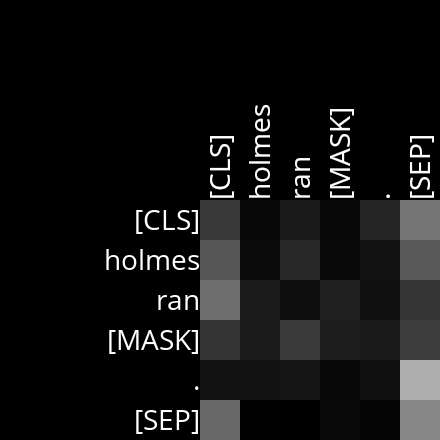 [CLS]
holmes
ran
[MASK]
.
[SEP]
[CLS]
holmes
ran
[MASK]
.
[SEP]